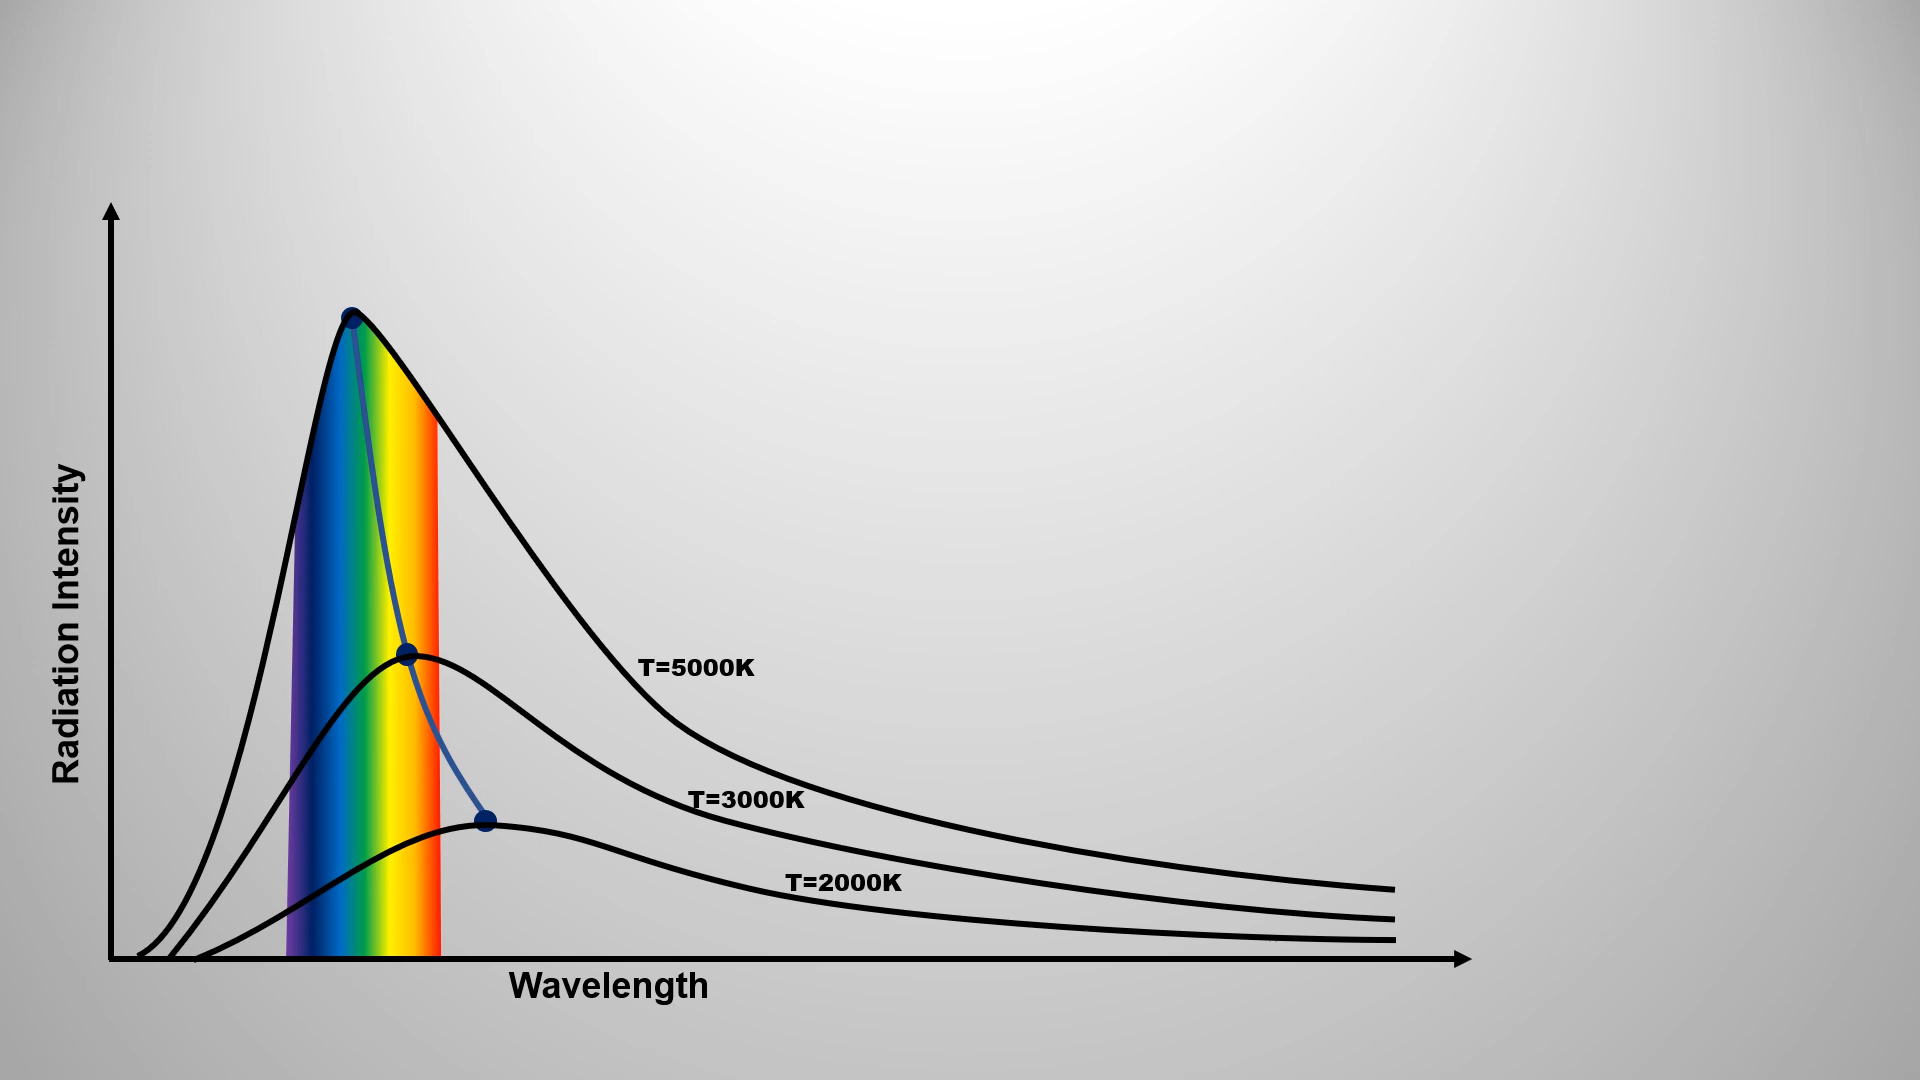 Radiation Intensity
T=5000K
T=3000K
T=2000K
Wavelength